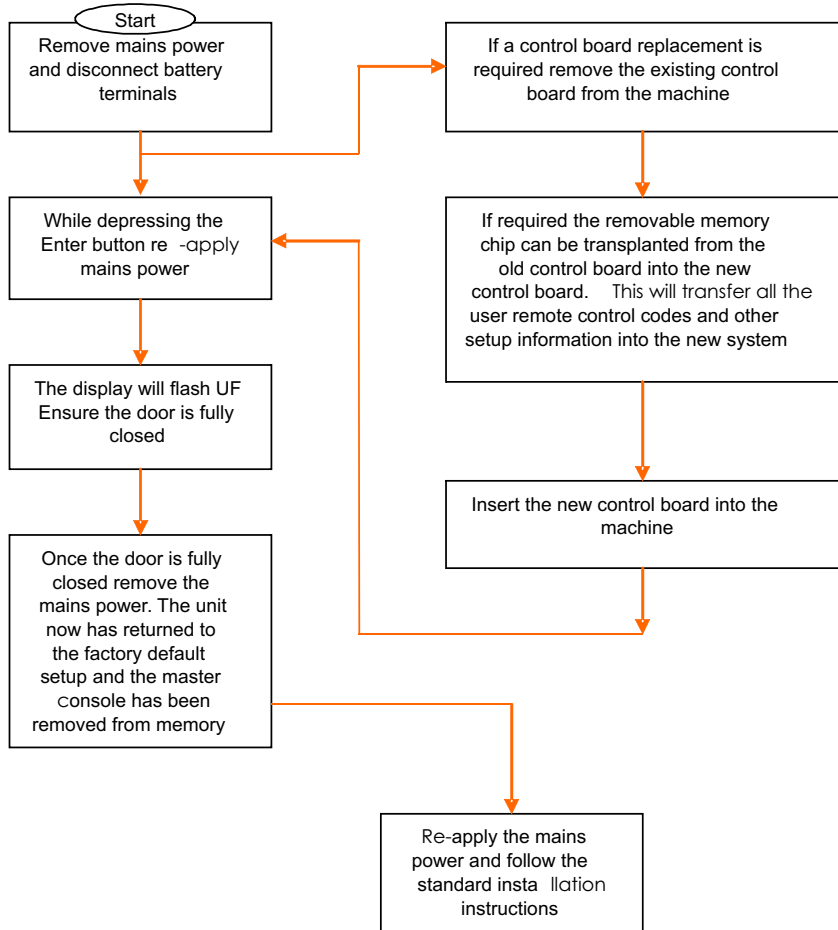 Start
Remove mains power
and disconnect battery
terminals
While depressing the
Enter button re -apply
mains power
The display will flash UF
Ensure the door is fully
closed
Once the door is fully
closed remove the
mains power. The unit
now has returned to
the factory default
setup and the master
console has been
removed from memory
If a control board replacement is
required remove the existing control
board from the machine
If required the removable memory
chip can be transplanted from the
old control board into the new
control board. This will transfer all the
user remote control codes and other
setup information into the new system
Insert the new control board into the
machine
Re-apply the mains
power and follow the
standard insta llation
instructions